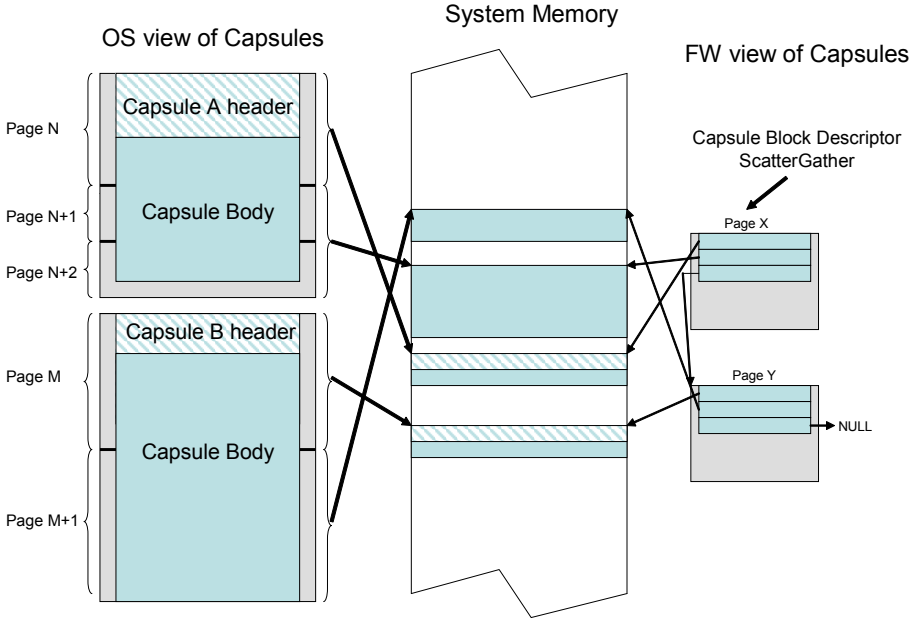 System Memory
OS view of Capsules
FW view of Capsules
Capsule A header
Page N
Capsule Block Descriptor
ScatterGather
Page N+1
Capsule Body
Page X
Page N+2
Capsule B header
Page M
Page Y
NULL
Capsule Body
Page M+1